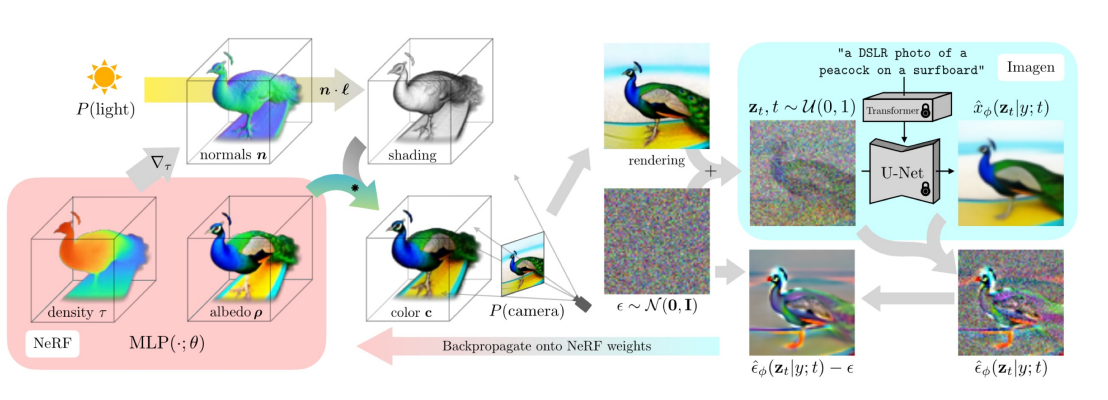 P(light)
n · ℓ
normals n
shading
∇τ
density τ
albedo ρ
NeRF
MLP(·; θ)
*
color c
P(camera)
rendering
ϵ ∼ N(0, I)
+
"a DSLR photo of a
peacock on a surfboard"
Imagen
z_t, t ∼ U(0, 1)
Transformer
x̂_ϕ(z_t|y; t)
U-Net
Backpropagate onto NeRF weights
ϵ̂_ϕ(z_t|y; t) − ϵ
ϵ̂_ϕ(z_t|y; t)